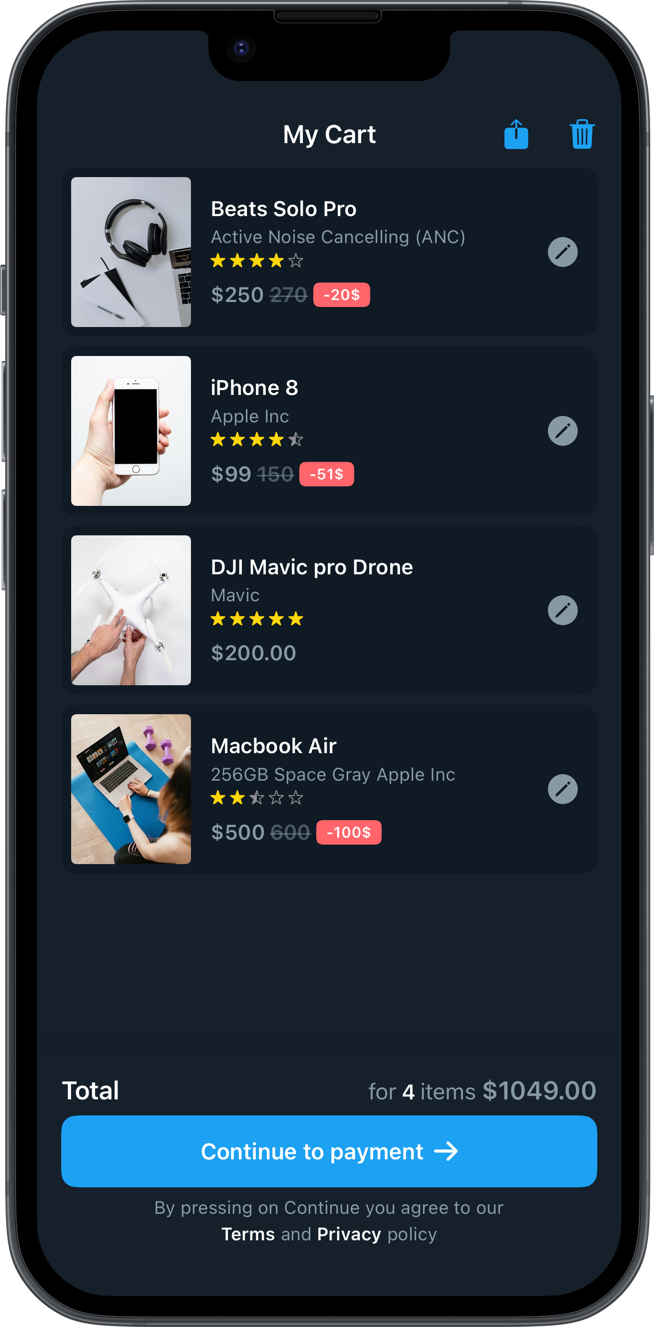 My Cart
Beats Solo Pro
Active Noise Cancelling (ANC)
$250 270 -20$
iPhone 8
Apple Inc
$99 150 -51$
DJI Mavic pro Drone
Mavic
$200.00
Macbook Air
256GB Space Gray Apple Inc
$500 600 -100$
Total for 4 items $1049.00
Continue to payment →
By pressing on Continue you agree to our
Terms and Privacy policy